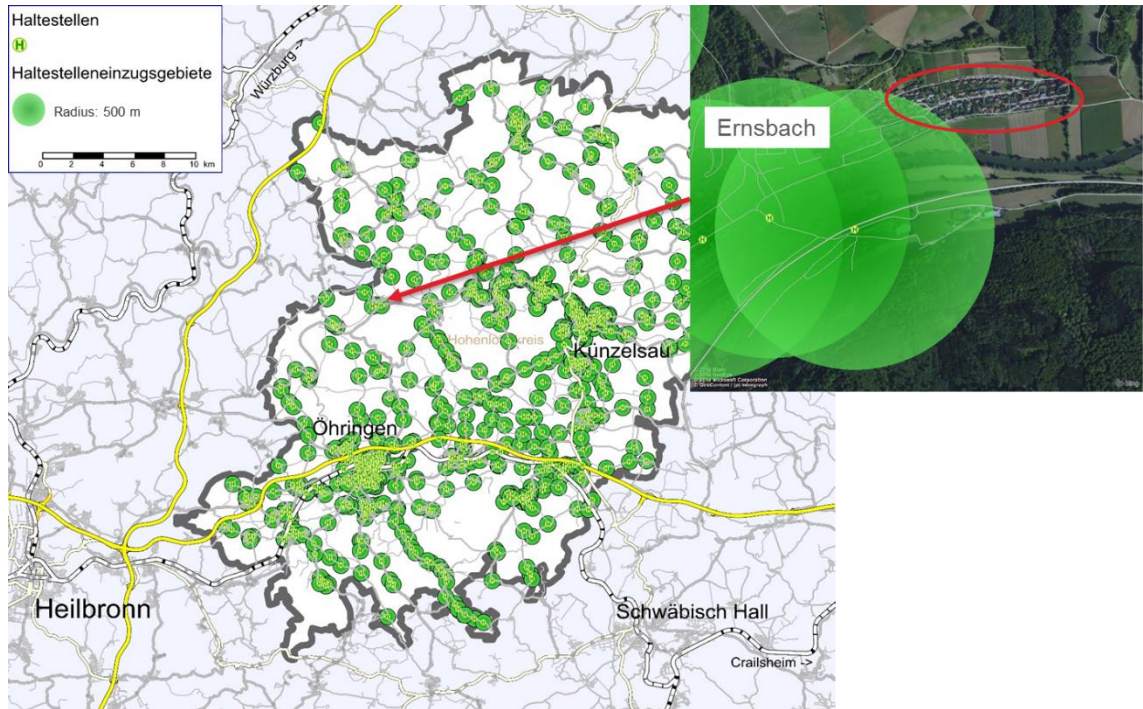 Haltestellen
H
Haltestelleneinzugsgebiete
Radius: 500 m
0 2 4 6 8 10
km
Würzburg ->
Ernsbach
Hohenlohekreis
Künzelsau
Öhringen
Heilbronn
Schwäbisch Hall
Crailsheim ->